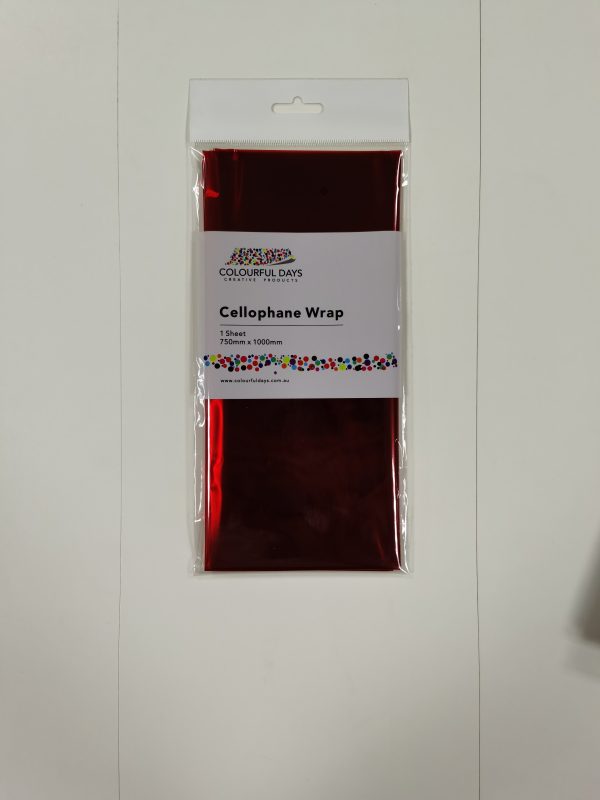 COLOURFUL DAYS
CREATIVE PRODUCTS
Cellophane Wrap
1 Sheet
750mm x 1000mm
www.colourfuldays.com.au